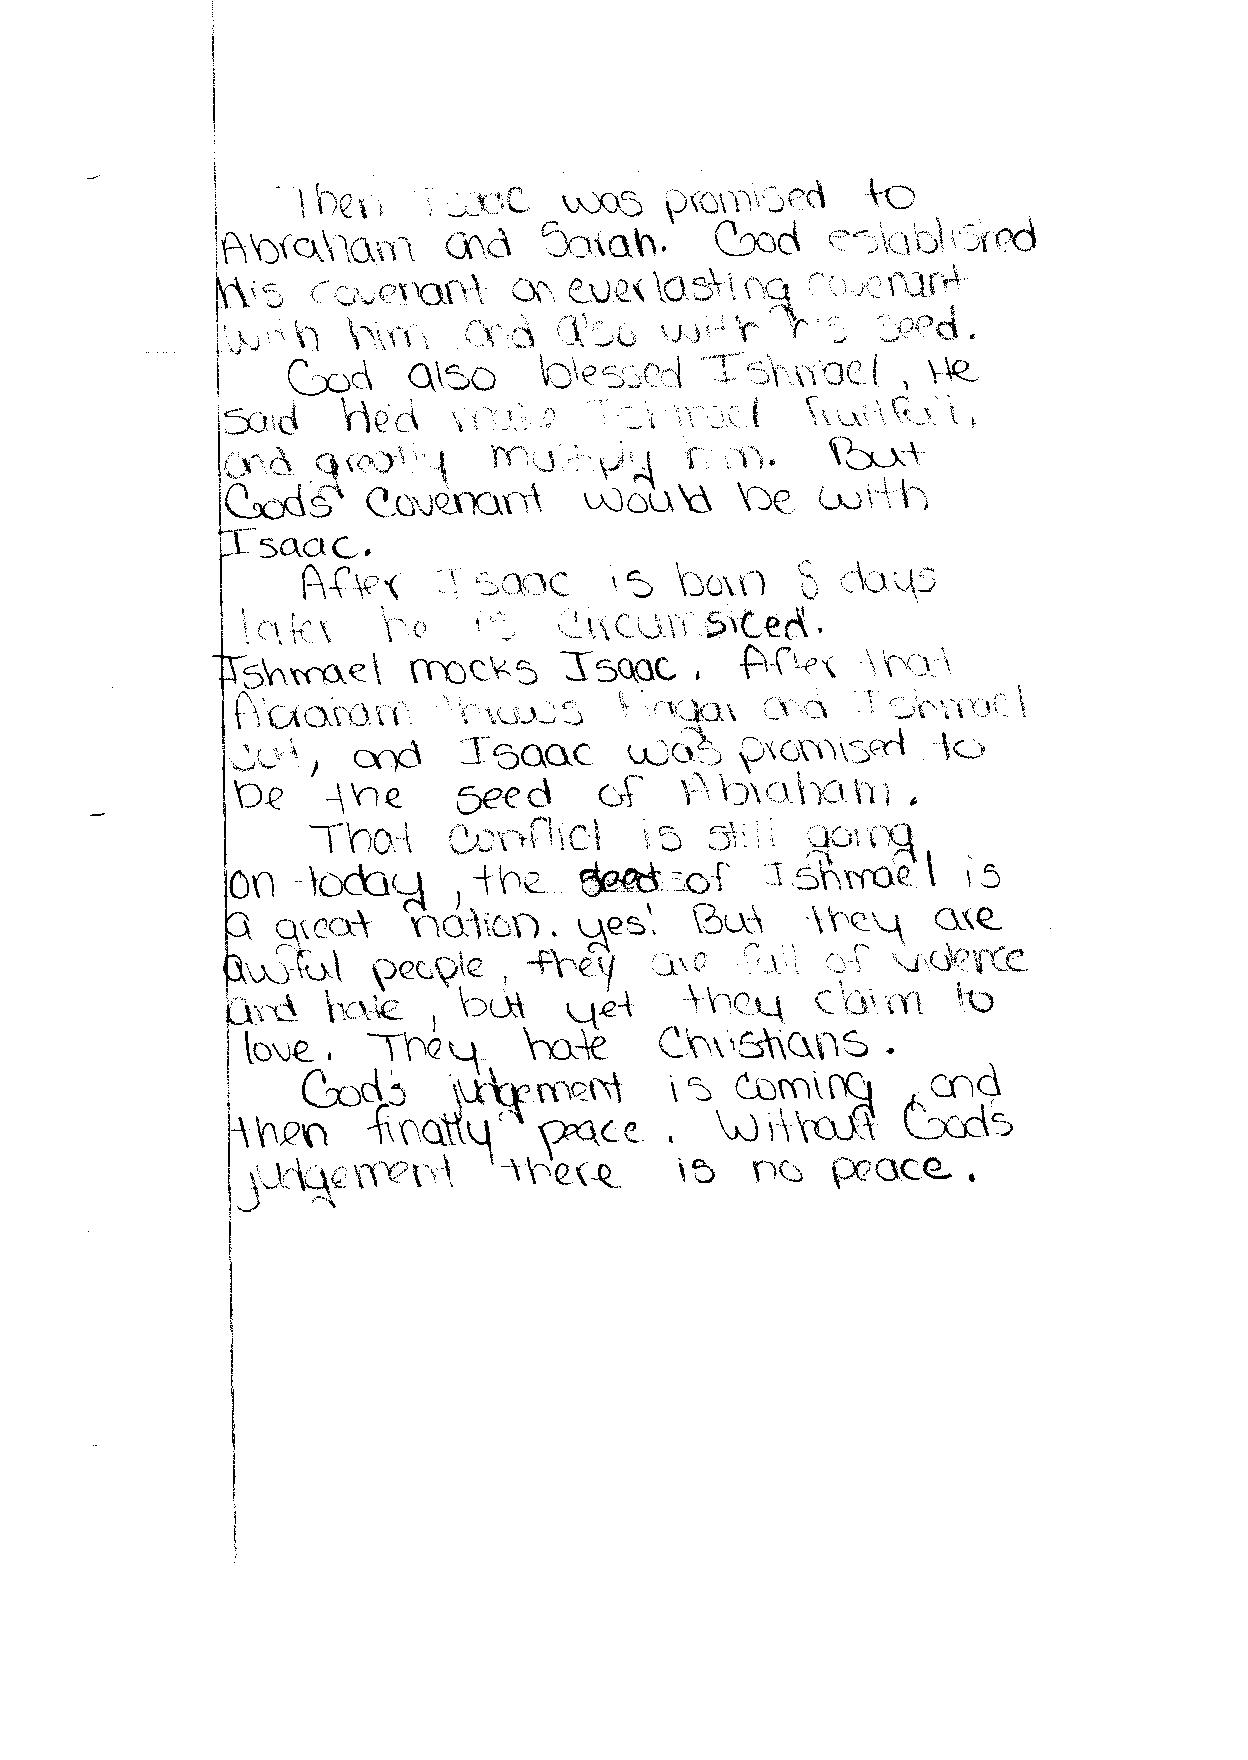 Then Isaac was promised to
Abraham and Sarah. God established
His covenant an everlasting covenant
with him and also with his seed.
God also blessed Ishmael, He
said He'd make Ishmael fruitful,
and greatly multiply him. But
Gods' covenant would be with
Isaac.
After Isaac is born 8 days
later he is circumsiced.
Ishmael mocks Isaac. After that
Abraham throws Hagar and Ishmael
out, and Isaac was promised to
be the seed of Abraham.
That conflict is still going
on today, the seed of Ishmael is
a great nation. yes! But they are
awful people, they are full of violence
and hate, but yet they claim to
love. They hate Christians.
God's judgement is coming, and
then finally peace. Without God's
judgement there is no peace.